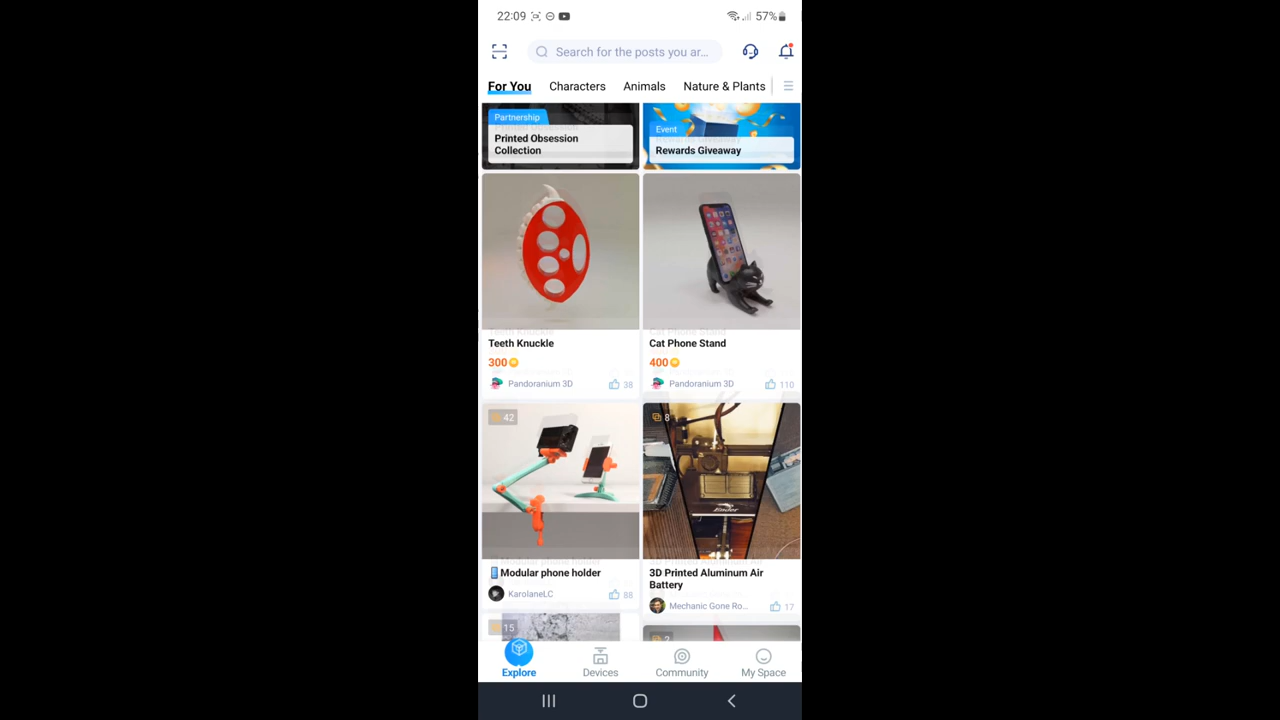 22:09
57%
Search for the posts you ar...
For You
Characters
Animals
Nature & Plants
Partnership
Printed Obsession
Collection
Event
Rewards Giveaway
Teeth Knuckle
300
Pandoranium 3D
38
Cat Phone Stand
400
Pandoranium 3D
110
42
Modular phone holder
KarolaneLC
88
8
Ender
3D Printed Aluminum Air
Battery
Mechanic Gone Ro...
17
15
2
Explore
Devices
Community
My Space